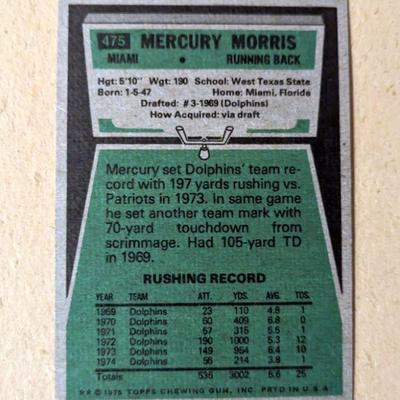 475 MERCURY MORRIS
MIAMI • RUNNING BACK
Hgt: 5'10" Wgt: 190 School: West Texas State
Born: 1-5-47 Home: Miami, Florida
Drafted: #3-1969 (Dolphins)
How Acquired: via draft
Mercury set Dolphins' team re-
cord with 197 yards rushing vs.
Patriots in 1973. In same game
he set another team mark with
70-yard touchdown from
scrimmage. Had 105-yard TD
in 1969.
RUSHING RECORD
YEAR TEAM ATT. YDS. AVG. TDS.
1969 Dolphins 23 110 4.8 1
1970 Dolphins 60 409 6.8 0
1971 Dolphins 57 315 5.5 1
1972 Dolphins 190 1000 5.3 12
1973 Dolphins 149 954 6.4 10
1974 Dolphins 56 214 3.8 1
Totals 535 3002 5.6 25
© 1975 TOPPS CHEWING GUM, INC. PRTD IN U S A